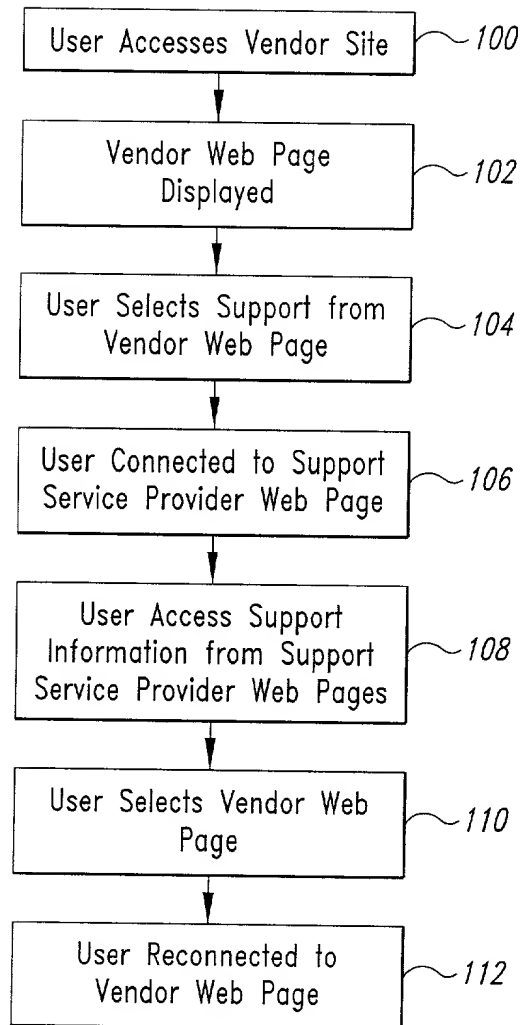 User Accesses Vendor Site
100
Vendor Web Page
Displayed
102
User Selects Support from
Vendor Web Page
104
User Connected to Support
Service Provider Web Page
106
User Access Support
Information from Support
Service Provider Web Pages
108
User Selects Vendor Web
Page
110
User Reconnected to
Vendor Web Page
112